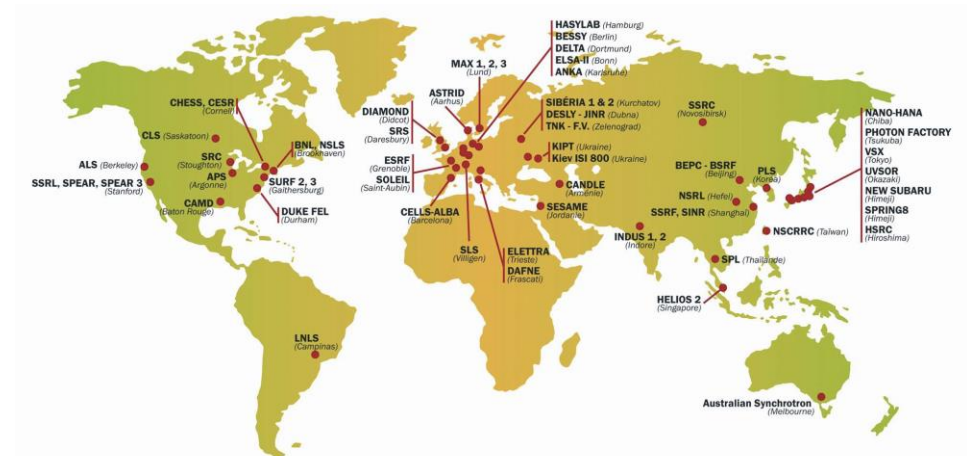 HASYLAB (Hamburg)
BESSY (Berlin)
DELTA (Dortmund)
ELSA-II (Bonn)
ANKA (Karlsruhe)
MAX 1, 2, 3
(Lund)
ASTRID
(Aarhus)
DIAMOND
(Didcot)
SRS
(Daresbury)
ESRF
(Grenoble)
SOLEIL
(Saint-Aubin)
CELLS-ALBA
(Barcelona)
SLS
(Villigen)
ELETTRA
(Trieste)
DAFNE
(Frascati)
CHESS, CESR
(Cornell)
CLS (Saskatoon)
SRC
(Stoughton)
ALS (Berkeley)
APS
(Argonne)
SSRL, SPEAR, SPEAR 3
(Stanford)
CAMD
(Baton Rouge)
BNL, NSLS
(Brookhaven)
SURF 2, 3
(Gaithersburg)
DUKE FEL
(Durham)
LNLS
(Campinas)
SIBÉRIA 1 & 2 (Kurchatov)
DESLY - JINR (Dubna)
TNK - F.V. (Zelenograd)
KIPT (Ukraine)
Kiev ISI 800 (Ukraine)
CANDLE
(Arménie)
SESAME
(Jordanie)
SSRC
(Novosibirsk)
BEPC - BSRF
(Beijing)
PLS
(Korea)
NSRL (Hefei)
SSRF, SINR (Shanghai)
INDUS 1, 2
(Indore)
NSCRRC (Taiwan)
SPL (Thaïlande)
HELIOS 2
(Singapore)
NANO-HANA
(Chiba)
PHOTON FACTORY
(Tsukuba)
VSX
(Tokyo)
UVSOR
(Okazaki)
NEW SUBARU
(Himeji)
SPRING8
(Himeji)
HSRC
(Hiroshima)
Australian Synchrotron
(Melbourne)